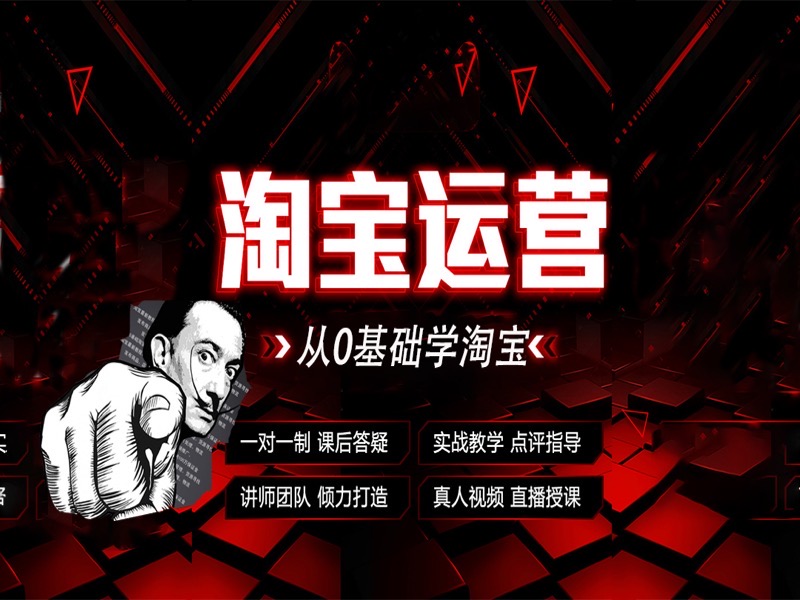 淘宝运营
从0基础学淘宝
一对一制 课后答疑
实战教学 点评指导
讲师团队 倾力打造
真人视频 直播授课